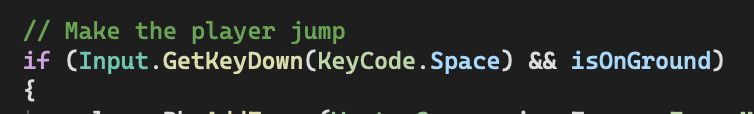 // Make the player jump
if (Input.GetKeyDown(KeyCode.Space) && isOnGround)
{